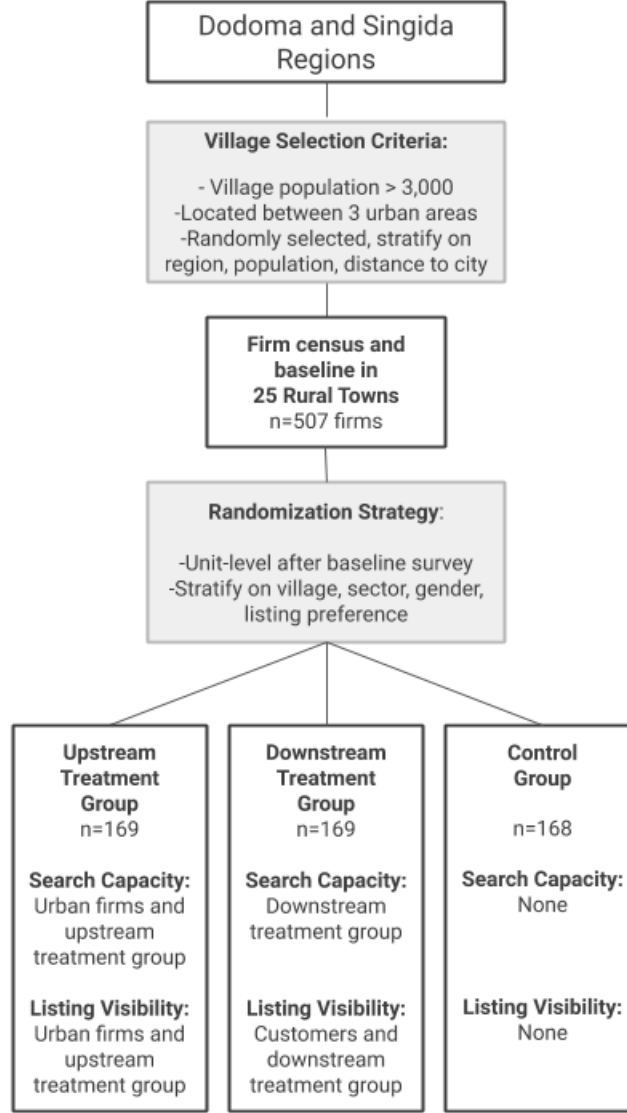 Dodoma and Singida
Regions
Village Selection Criteria:
- Village population > 3,000
-Located between 3 urban areas
-Randomly selected, stratify on
region, population, distance to city
Firm census and
baseline in
25 Rural Towns
n=507 firms
Randomization Strategy:
-Unit-level after baseline survey
-Stratify on village, sector, gender,
listing preference
Upstream
Treatment
Group
n=169
Search Capacity:
Urban firms and
upstream
treatment group
Listing Visibility:
Urban firms and
upstream
treatment group
Downstream
Treatment
Group
n=169
Search Capacity:
Downstream
treatment group
Listing Visibility:
Customers and
downstream
treatment group
Control
Group
n=168
Search Capacity:
None
Listing Visibility:
None